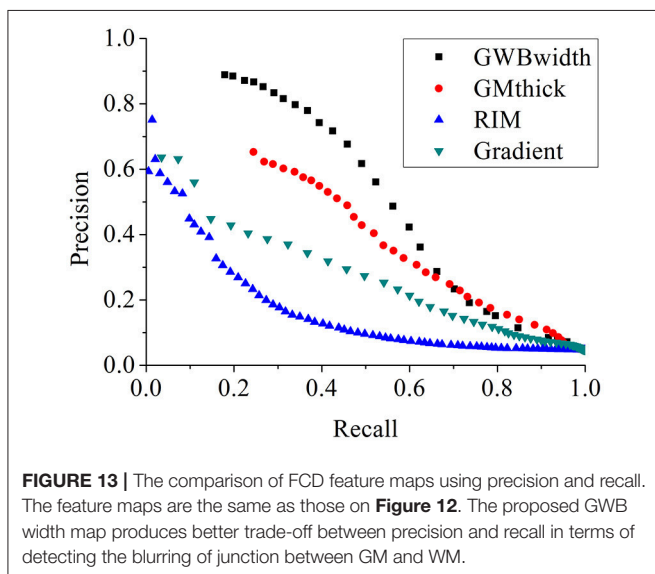 1.0
0.8
0.6
0.4
0.2
0.0
Precision
GWBwidth
GMthick
RIM
Gradient
0.0 0.2 0.4 0.6 0.8 1.0
Recall
FIGURE 13 | The comparison of FCD feature maps using precision and recall.
The feature maps are the same as those on Figure 12. The proposed GWB
width map produces better trade-off between precision and recall in terms of
detecting the blurring of junction between GM and WM.